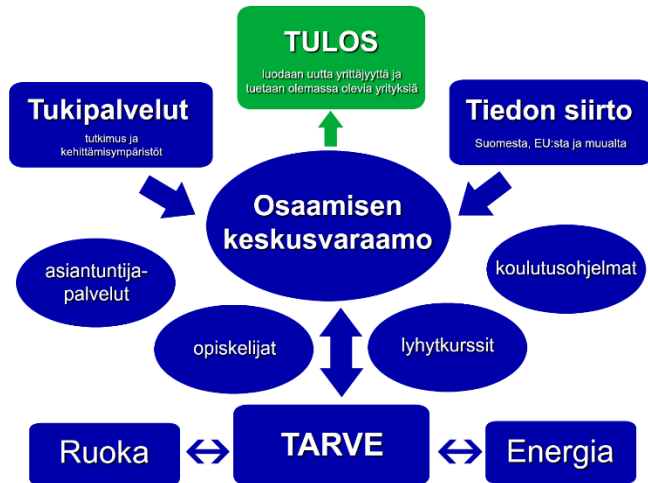 TULOS
luodaan uutta yrittäjyyttä ja
tuetaan olemassa olevia yrityksiä
Tukipalvelut
tutkimus ja
kehittämisympäristöt
Tiedon siirto
Suomesta, EU:sta ja muualta
Osaamisen
keskusvaraamo
asiantuntija-
palvelut
koulutusohjelmat
opiskelijat
lyhytkurssit
Ruoka
TARVE
Energia